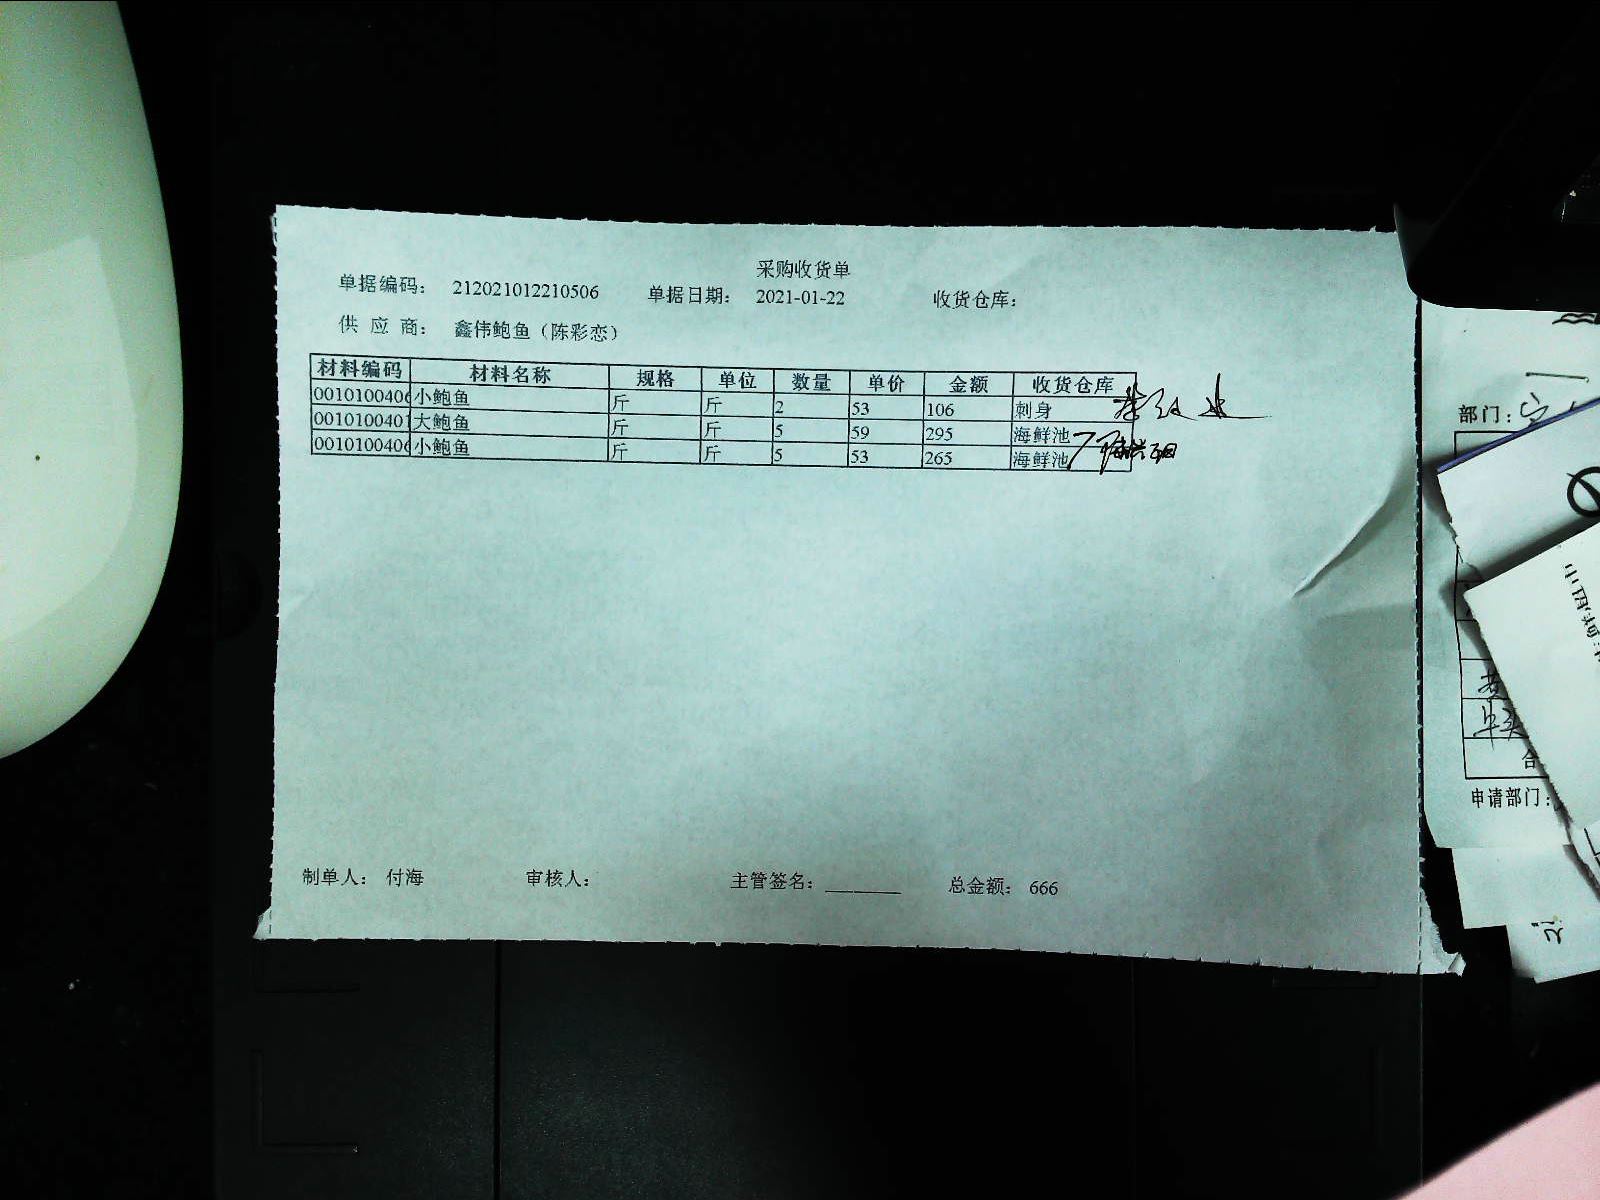 采购收货单
单据编码： 212021012210506 单据日期： 2021-01-22 收货仓库：
供 应 商： 鑫伟鲍鱼（陈彩恋）
材料编码 材料名称 规格 单位 数量 单价 金额 收货仓库
0010100406 小鲍鱼 斤 斤 2 53 106 刺身
0010100401 大鲍鱼 斤 斤 5 59 295 海鲜池
0010100406 小鲍鱼 斤 斤 5 53 265 海鲜池
制单人： 付海 审核人： 主管签名：________ 总金额： 666
部门：
合
申请部门：